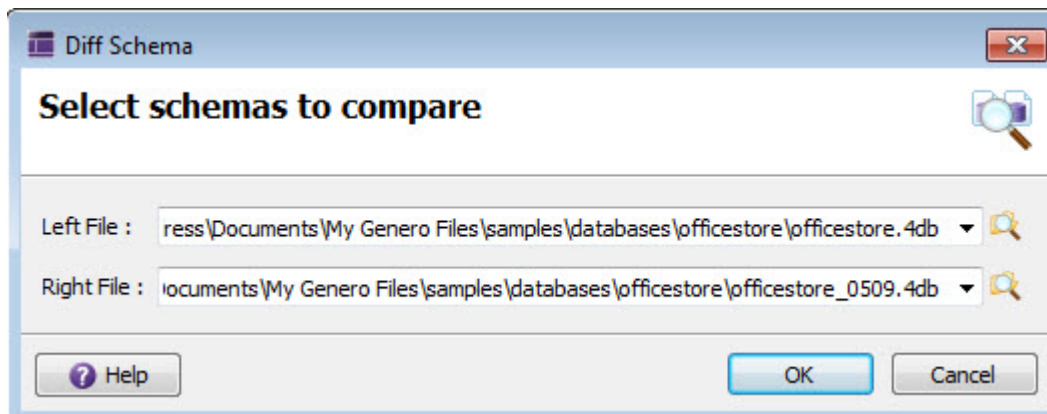 Diff Schema
Select schemas to compare
Left File : ress\Documents\My Genero Files\samples\databases\officestore\officestore.4db
Right File : ocuments\My Genero Files\samples\databases\officestore\officestore_0509.4db
Help OK Cancel